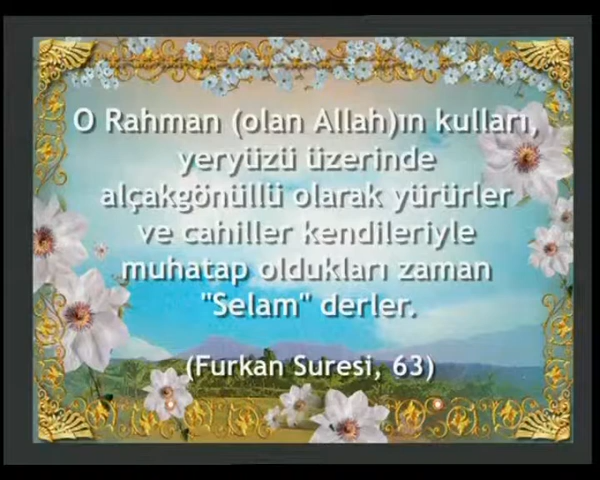 O Rahman (olan Allah)ın kulları,
yeryüzü üzerinde
alçakgönüllü olarak yürürler
ve cahiller kendileriyle
muhatap oldukları zaman
"Selam" derler.
(Furkan Suresi, 63)